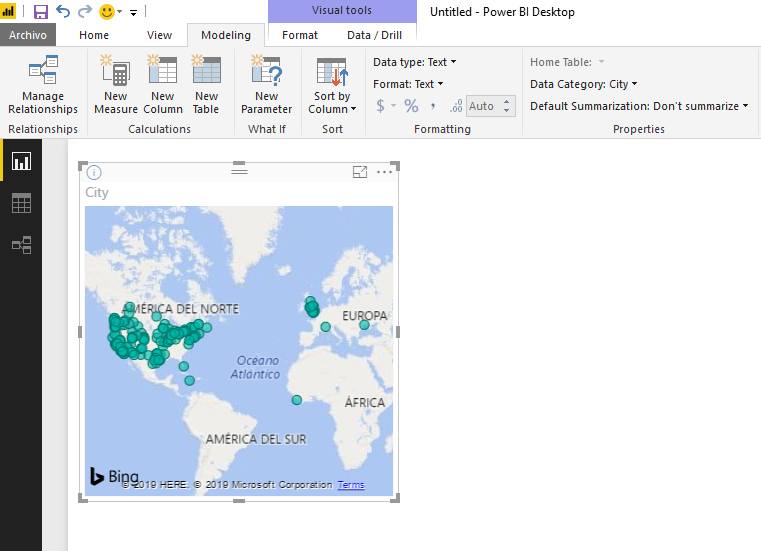 Visual tools
Untitled - Power BI Desktop
Archivo Home View Modeling Format Data / Drill
Manage Relationships
New Measure
New Column
New Table
New Parameter
Sort by Column
Data type: Text
Format: Text
$ % , .00 Auto
Home Table:
Data Category: City
Default Summarization: Don't summarize
Relationships Calculations What If Sort Formatting Properties
City
AMÉRICA DEL NORTE
EUROPA
Océano
Atlántico
ÁFRICA
AMÉRICA DEL SUR
Bing
© 2019 HERE. © 2019 Microsoft Corporation Terms